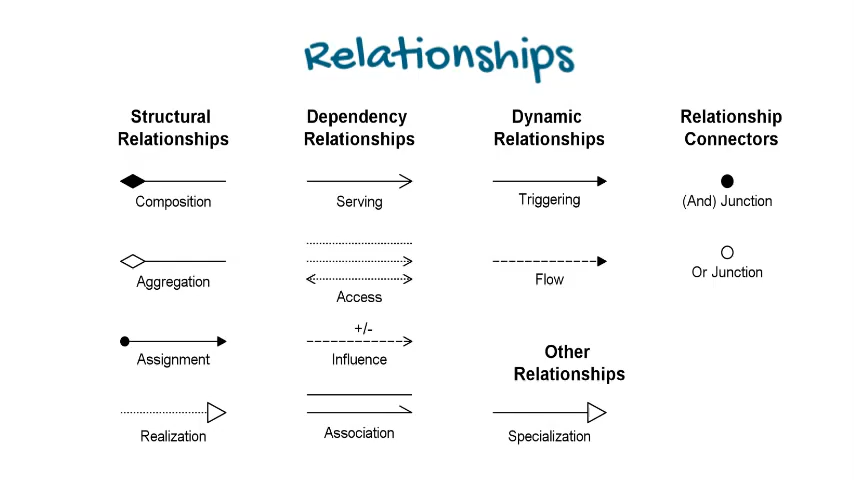 Relationships
Structural
Relationships
Composition
Aggregation
Assignment
Realization
Dependency
Relationships
Serving
Access
+/-
Influence
Association
Dynamic
Relationships
Triggering
Flow
Other
Relationships
Specialization
Relationship
Connectors
(And) Junction
Or Junction